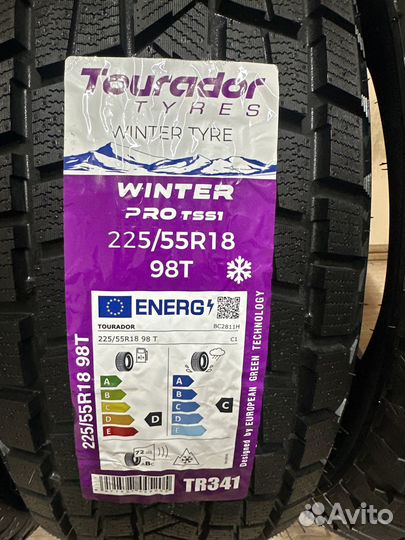 Tourador
TYRES
WINTER TYRE
WINTER
PRO TSS1
225/55R18
98T
ENERG
TOURADOR
BC2811H
225/55R18 98 T
C1
A
B
C
D
E
D
A
B
C
D
E
C
72 dB
B
TR341
225/55R18 98T
Designed by EUROPEAN GREEN TECHNOLOGY
Avito